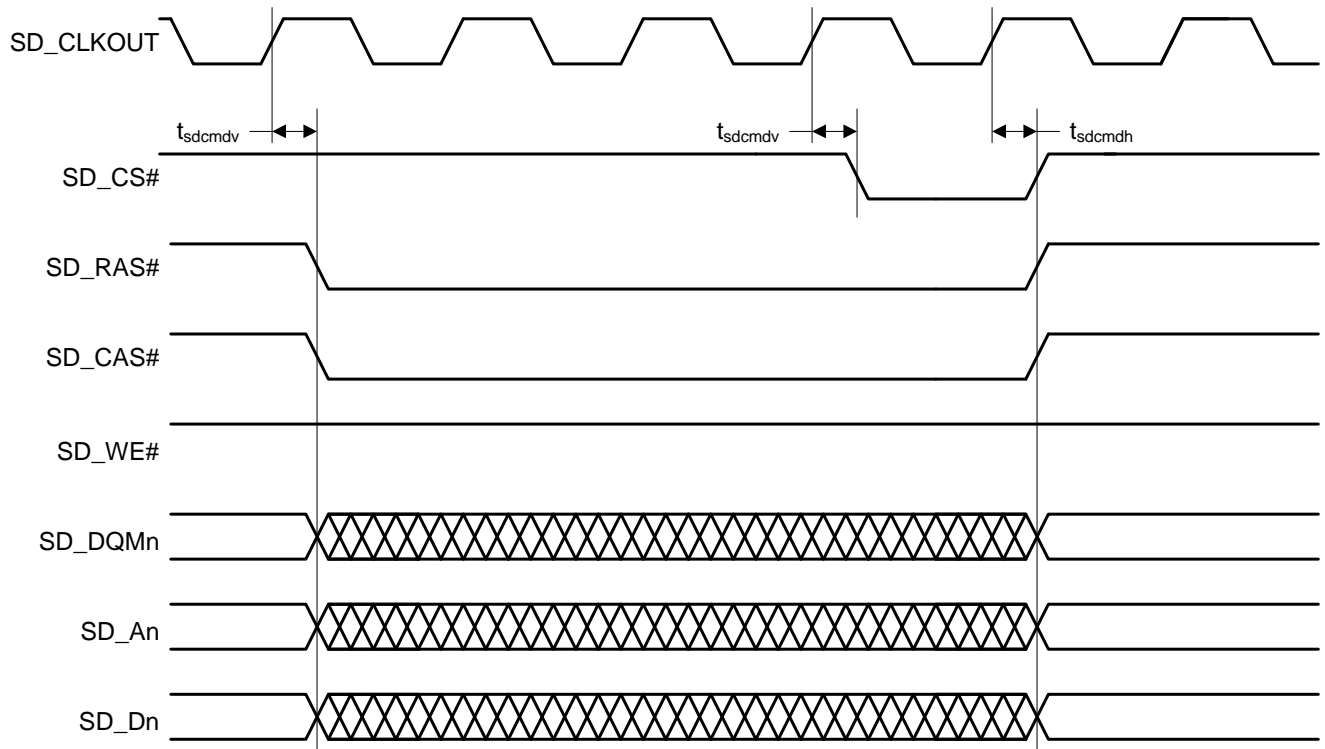 SD_CLKOUT
tsdcmdv
tsdcmdv
tsdcmdh
SD_CS#
SD_RAS#
SD_CAS#
SD_WE#
SD_DQMn
SD_An
SD_Dn